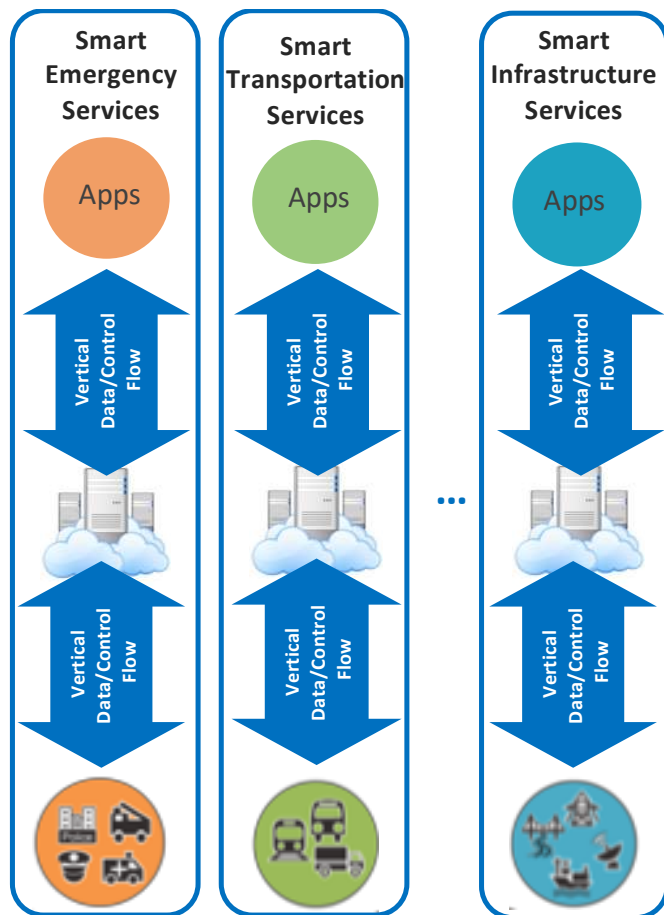 Smart
Emergency
Services
Apps
Vertical
Data/Control
Flow
Vertical
Data/Control
Flow
Police
Smart
Transportation
Services
Apps
Vertical
Data/Control
Flow
Vertical
Data/Control
Flow
...
Smart
Infrastructure
Services
Apps
Vertical
Data/Control
Flow
Vertical
Data/Control
Flow